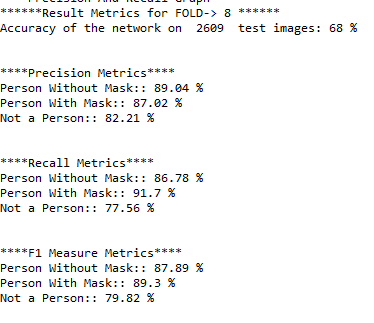 Precision And Recall Graph
******Result Metrics for FOLD-> 8 ******
Accuracy of the network on  2609  test images: 68 %
****Precision Metrics****
Person Without Mask:: 89.04 %
Person With Mask:: 87.02 %
Not a Person:: 82.21 %
****Recall Metrics****
Person Without Mask:: 86.78 %
Person With Mask:: 91.7 %
Not a Person:: 77.56 %
****F1 Measure Metrics****
Person Without Mask:: 87.89 %
Person With Mask:: 89.3 %
Not a Person:: 79.82 %